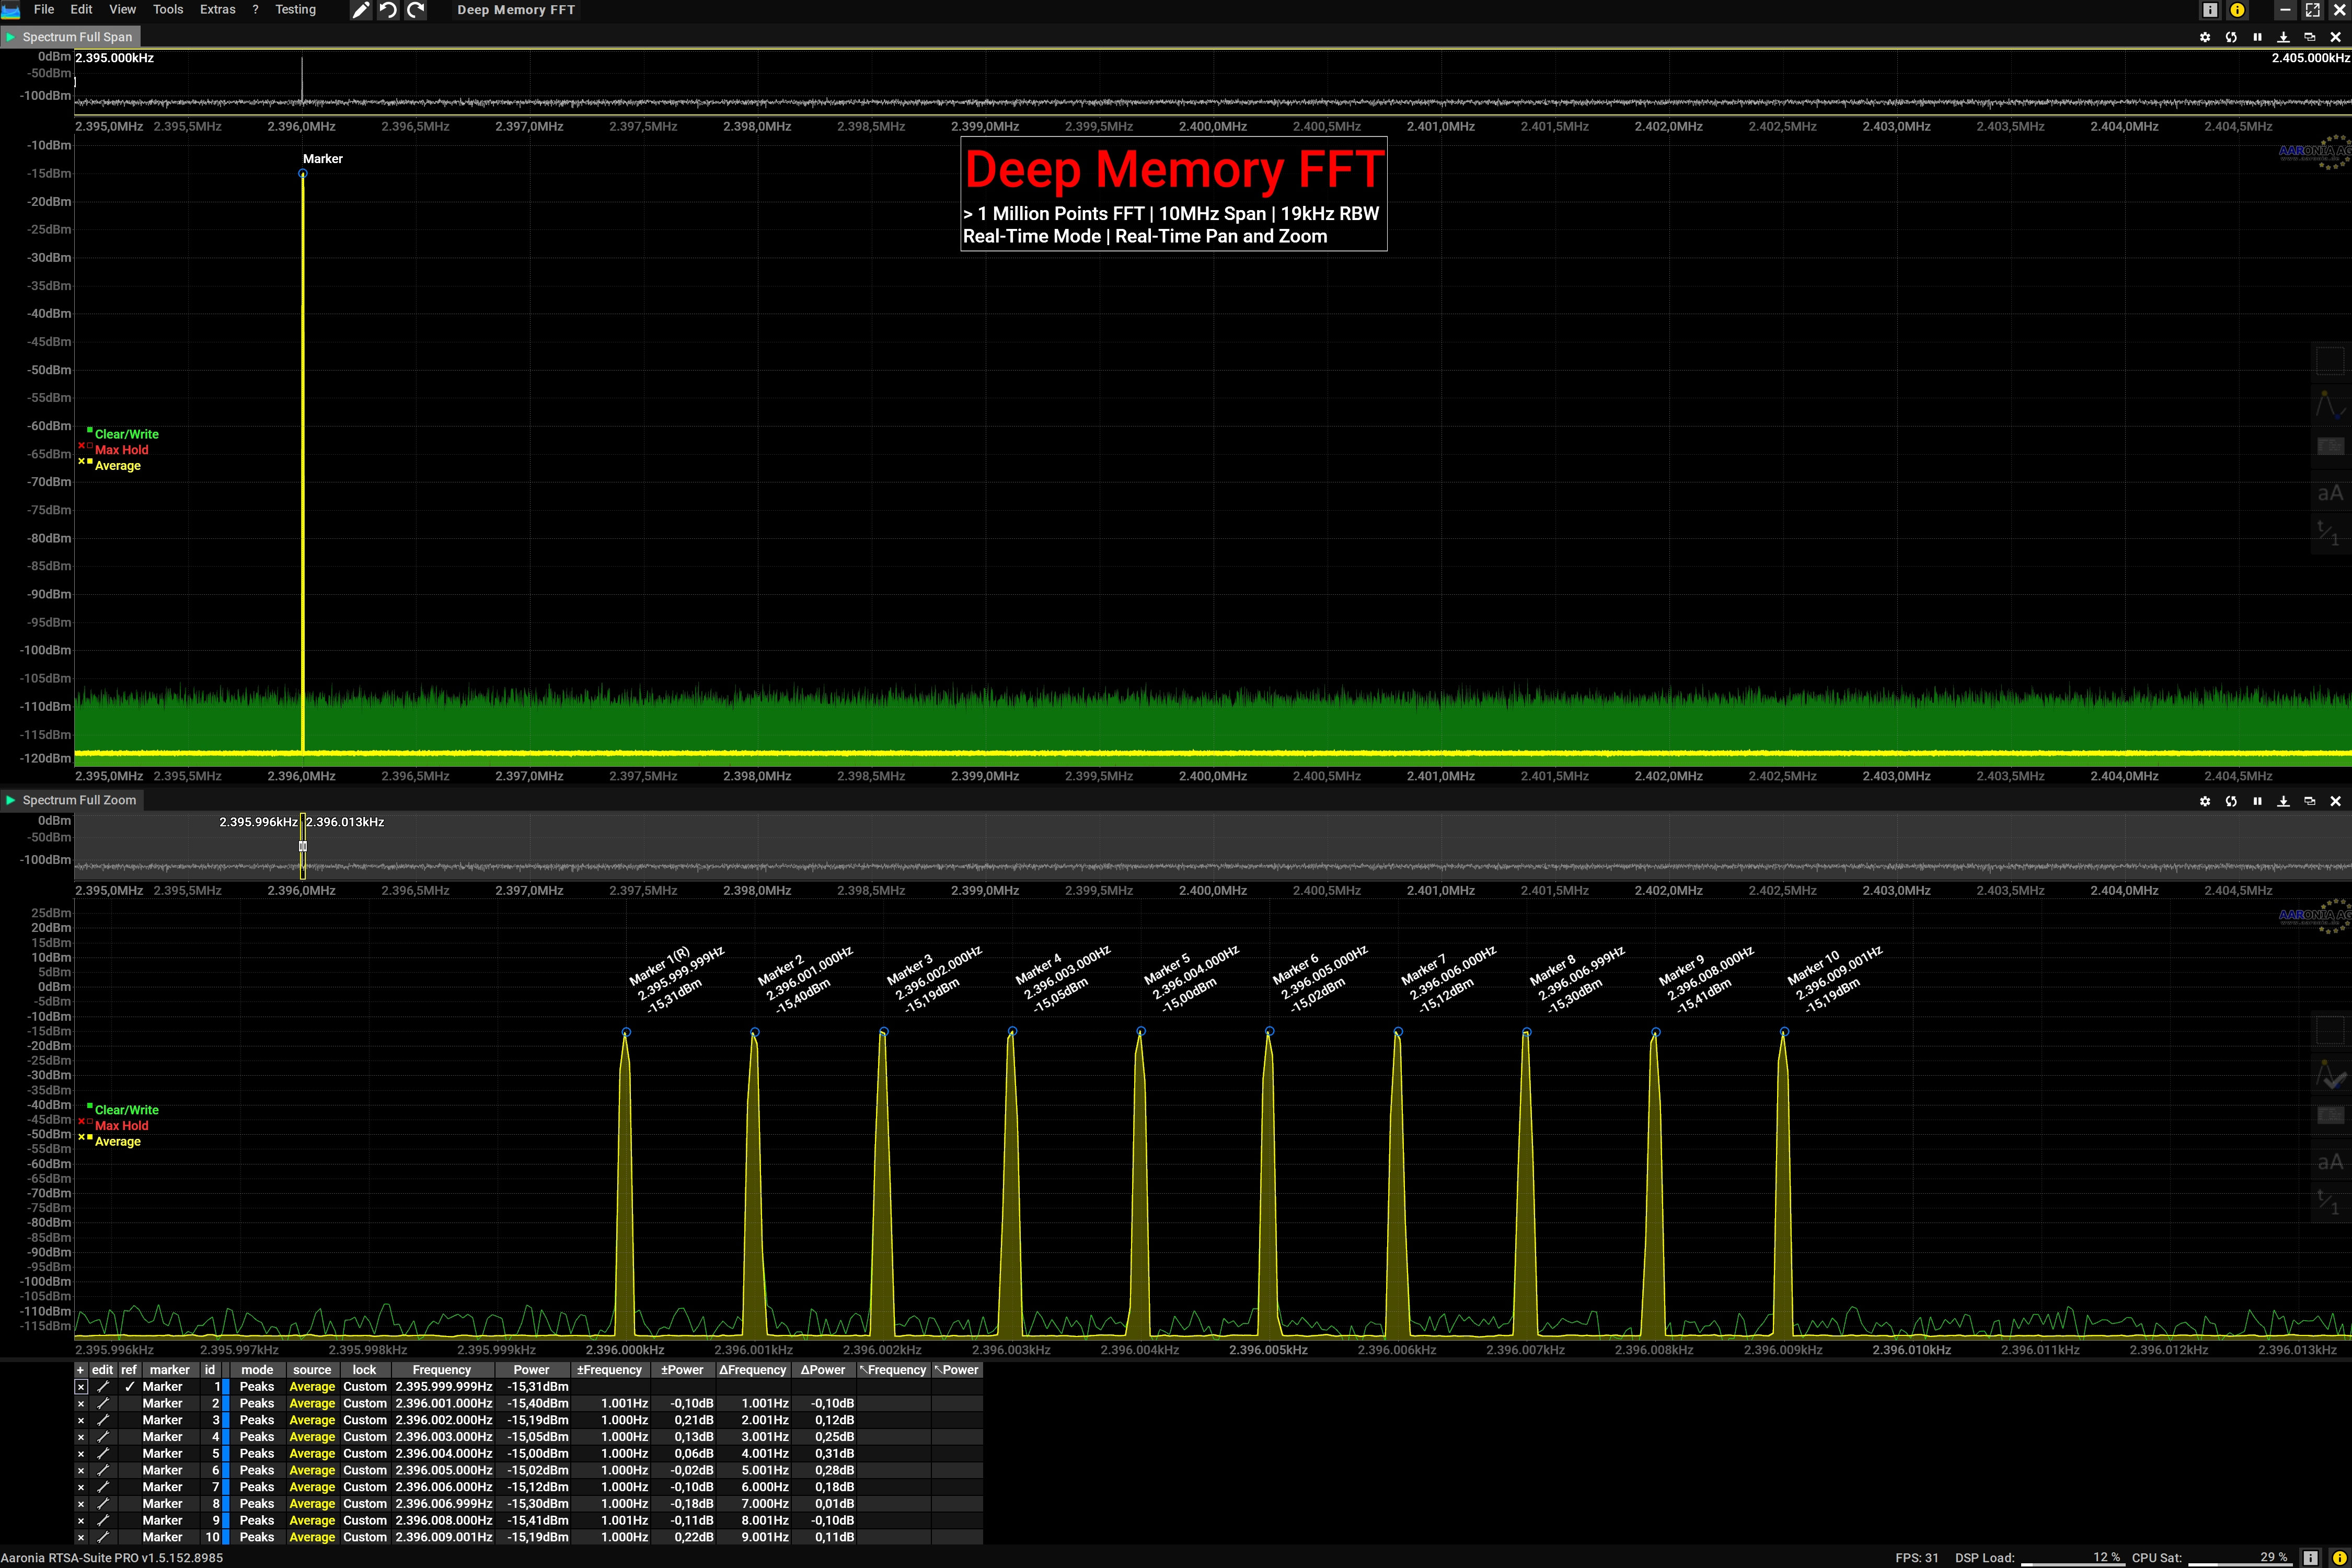 File Edit View Tools Extras ? Testing Deep Memory FFT
Spectrum Full Span
0dBm 2.395.000kHz 2.405.000kHz
-50dBm
-100dBm
2.395,0MHz 2.395,5MHz 2.396,0MHz 2.396,5MHz 2.397,0MHz 2.397,5MHz 2.398,0MHz 2.398,5MHz 2.399,0MHz 2.399,5MHz 2.400,0MHz 2.400,5MHz 2.401,0MHz 2.401,5MHz 2.402,0MHz 2.402,5MHz 2.403,0MHz 2.403,5MHz 2.404,0MHz 2.404,5MHz
Deep Memory FFT
> 1 Million Points FFT | 10MHz Span | 19kHz RBW
Real-Time Mode | Real-Time Pan and Zoom
AARONIA AG
Marker
-10dBm
-15dBm
-20dBm
-25dBm
-30dBm
-35dBm
-40dBm
-45dBm
-50dBm
-55dBm
-60dBm
-65dBm
-70dBm
-75dBm
-80dBm
-85dBm
-90dBm
-95dBm
-100dBm
-105dBm
-110dBm
-115dBm
-120dBm
Clear/Write
Max Hold
Average
aA
t/1
2.395,0MHz 2.395,5MHz 2.396,0MHz 2.396,5MHz 2.397,0MHz 2.397,5MHz 2.398,0MHz 2.398,5MHz 2.399,0MHz 2.399,5MHz 2.400,0MHz 2.400,5MHz 2.401,0MHz 2.401,5MHz 2.402,0MHz 2.402,5MHz 2.403,0MHz 2.403,5MHz 2.404,0MHz 2.404,5MHz
Spectrum Full Zoom
0dBm 2.395.996kHz 2.396.013kHz
-50dBm
-100dBm
2.395,0MHz 2.395,5MHz 2.396,0MHz 2.396,5MHz 2.397,0MHz 2.397,5MHz 2.398,0MHz 2.398,5MHz 2.399,0MHz 2.399,5MHz 2.400,0MHz 2.400,5MHz 2.401,0MHz 2.401,5MHz 2.402,0MHz 2.402,5MHz 2.403,0MHz 2.403,5MHz 2.404,0MHz 2.404,5MHz
AARONIA AG
25dBm
20dBm
15dBm
10dBm
5dBm
0dBm
-5dBm
-10dBm
-15dBm
-20dBm
-25dBm
-30dBm
-35dBm
-40dBm
-45dBm
-50dBm
-55dBm
-60dBm
-65dBm
-70dBm
-75dBm
-80dBm
-85dBm
-90dBm
-95dBm
-100dBm
-105dBm
-110dBm
-115dBm
Marker 1(R)
2.395.999.999Hz
-15,31dBm
Marker 2
2.396.001.000Hz
-15,40dBm
Marker 3
2.396.002.000Hz
-15,19dBm
Marker 4
2.396.003.000Hz
-15,05dBm
Marker 5
2.396.004.000Hz
-15,00dBm
Marker 6
2.396.005.000Hz
-15,02dBm
Marker 7
2.396.006.000Hz
-15,12dBm
Marker 8
2.396.006.999Hz
-15,30dBm
Marker 9
2.396.008.000Hz
-15,41dBm
Marker 10
2.396.009.001Hz
-15,19dBm
Clear/Write
Max Hold
Average
aA
t/1
2.395.996kHz 2.395.997kHz 2.395.998kHz 2.395.999kHz 2.396.000kHz 2.396.001kHz 2.396.002kHz 2.396.003kHz 2.396.004kHz 2.396.005kHz 2.396.006kHz 2.396.007kHz 2.396.008kHz 2.396.009kHz 2.396.010kHz 2.396.011kHz 2.396.012kHz 2.396.013kHz
+ edit ref marker id mode source lock Frequency Power ±Frequency ±Power ΔFrequency ΔPower ↖Frequency ↖Power
× ✓ Marker 1 Peaks Average Custom 2.395.999.999Hz -15,31dBm
× Marker 2 Peaks Average Custom 2.396.001.000Hz -15,40dBm 1.001Hz -0,10dB 1.001Hz -0,10dB
× Marker 3 Peaks Average Custom 2.396.002.000Hz -15,19dBm 1.000Hz 0,21dB 2.001Hz 0,12dB
× Marker 4 Peaks Average Custom 2.396.003.000Hz -15,05dBm 1.000Hz 0,13dB 3.001Hz 0,25dB
× Marker 5 Peaks Average Custom 2.396.004.000Hz -15,00dBm 1.000Hz 0,06dB 4.001Hz 0,31dB
× Marker 6 Peaks Average Custom 2.396.005.000Hz -15,02dBm 1.000Hz -0,02dB 5.001Hz 0,28dB
× Marker 7 Peaks Average Custom 2.396.006.000Hz -15,12dBm 1.000Hz -0,10dB 6.000Hz 0,18dB
× Marker 8 Peaks Average Custom 2.396.006.999Hz -15,30dBm 1.000Hz -0,18dB 7.000Hz 0,01dB
× Marker 9 Peaks Average Custom 2.396.008.000Hz -15,41dBm 1.001Hz -0,11dB 8.001Hz -0,10dB
× Marker 10 Peaks Average Custom 2.396.009.001Hz -15,19dBm 1.000Hz 0,22dB 9.001Hz 0,11dB
Aaronia RTSA-Suite PRO v1.5.152.8985 FPS: 31 DSP Load: 12 % CPU Sat: 29 %